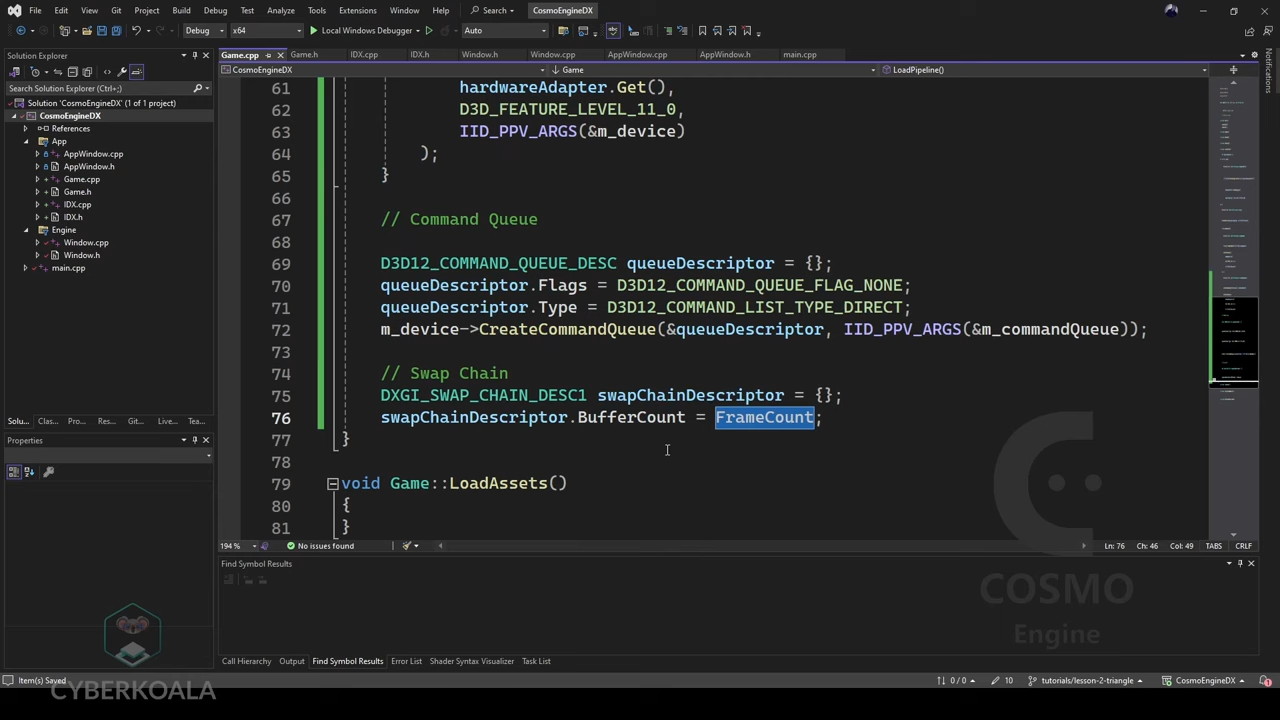 File Edit View Git Project Build Debug Test Analyze Tools Extensions Window Help Search CosmoEngineDX
Debug x64 Local Windows Debugger Auto
Solution Explorer
Search Solution Explorer (Ctrl+;)
Solution 'CosmoEngineDX' (1 of 1 project)
CosmoEngineDX
References
App
AppWindow.cpp
AppWindow.h
Game.cpp
Game.h
IDX.cpp
IDX.h
Engine
Window.cpp
Window.h
main.cpp
Solu... Clas... Pro... Res... Git... Live... Tea...
Properties
Game.cpp Game.h IDX.cpp IDX.h Window.h Window.cpp AppWindow.cpp AppWindow.h main.cpp
CosmoEngineDX Game LoadPipeline()
61 hardwareAdapter.Get(),
62 D3D_FEATURE_LEVEL_11_0,
63 IID_PPV_ARGS(&m_device)
64 );
65 }
66
67 // Command Queue
68
69 D3D12_COMMAND_QUEUE_DESC queueDescriptor = {};
70 queueDescriptor.Flags = D3D12_COMMAND_QUEUE_FLAG_NONE;
71 queueDescriptor.Type = D3D12_COMMAND_LIST_TYPE_DIRECT;
72 m_device->CreateCommandQueue(&queueDescriptor, IID_PPV_ARGS(&m_commandQueue));
73
74 // Swap Chain
75 DXGI_SWAP_CHAIN_DESC1 swapChainDescriptor = {};
76 swapChainDescriptor.BufferCount = FrameCount;
77 }
78
79 void Game::LoadAssets()
80 {
81 }
194 % No issues found Ln: 76 Ch: 46 Col: 49 TABS CRLF
Find Symbol Results
Call Hierarchy Output Find Symbol Results Error List Shader Syntax Visualizer Task List
Notifications
COSMO
Engine
Item(s) Saved 0 / 0 10 tutorials/lesson-2-triangle CosmoEngineDX
CYBERKOALA